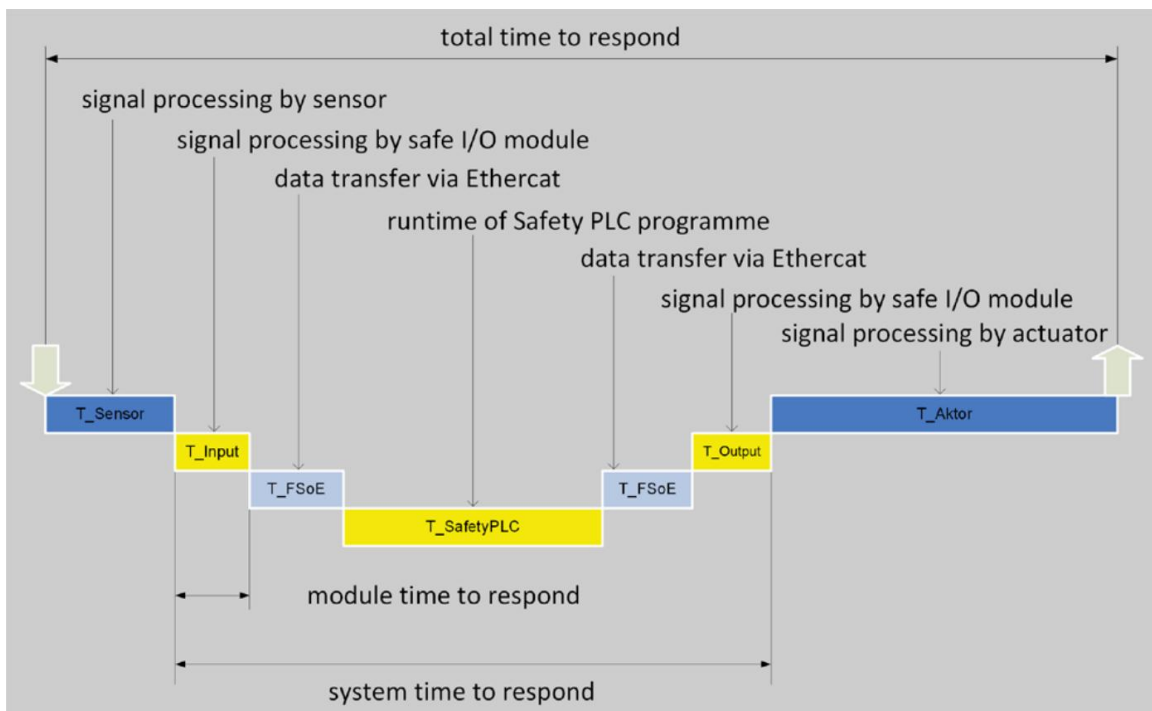 total time to respond
signal processing by sensor
signal processing by safe I/O module
data transfer via Ethercat
runtime of Safety PLC programme
data transfer via Ethercat
signal processing by safe I/O module
signal processing by actuator
T_Sensor
T_Aktor
T_Input
T_Output
T_FSoE
T_FSoE
T_SafetyPLC
module time to respond
system time to respond